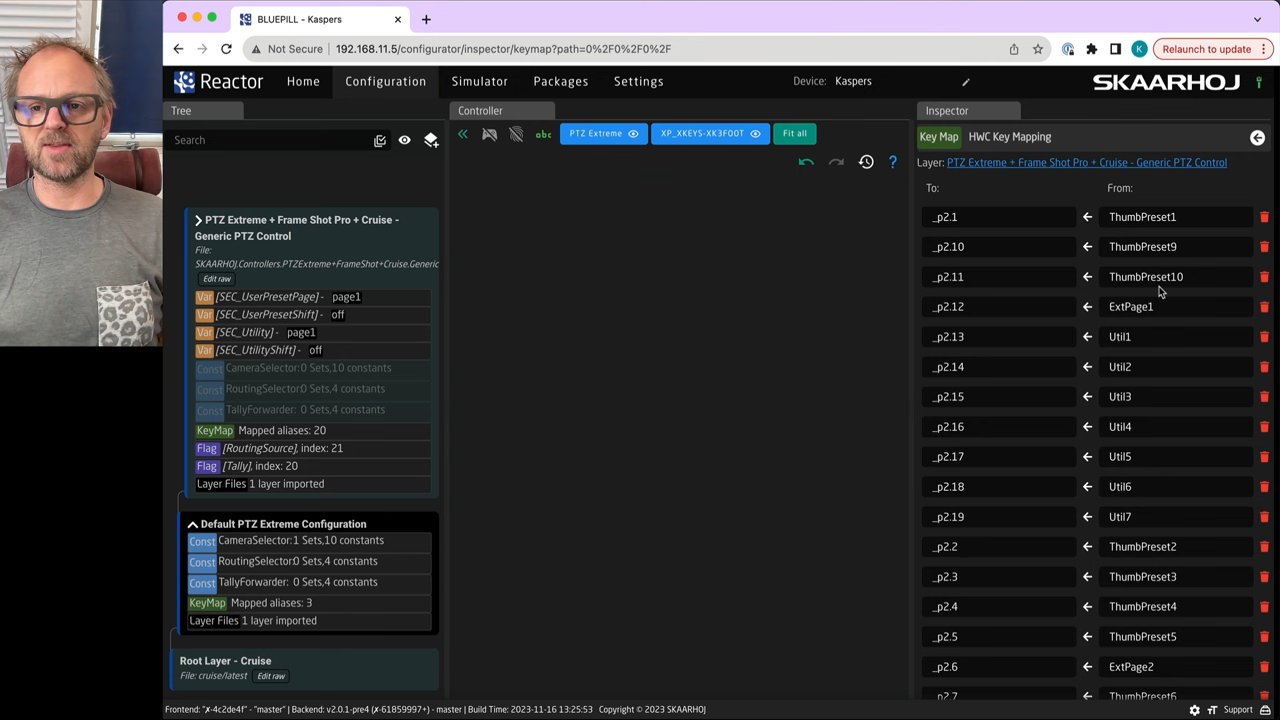 BLUEPILL - Kaspers
Not Secure
192.168.11.5/configurator/inspector/keymap?path=0%2F0%2F0%2F
K
Relaunch to update
Reactor
Home
Configuration
Simulator
Packages
Settings
Device:
Kaspers
SKAARHOJ
Tree
Controller
Inspector
Search
abc
PTZ Extreme
XP_XKEYS-XK3FOOT
Fit all
?
Key Map
HWC Key Mapping
Layer: PTZ Extreme + Frame Shot Pro + Cruise - Generic PTZ Control
To:
From:
PTZ Extreme + Frame Shot Pro + Cruise -
Generic PTZ Control
File:
SKAARHOJ.Controllers.PTZExtreme+FrameShot+Cruise.Generic
Edit raw
Var [SEC_UserPresetPage] - page1
Var [SEC_UserPresetShift] - off
Var [SEC_Utility] - page1
Var [SEC_UtilityShift] - off
Const CameraSelector: 0 Sets,10 constants
Const RoutingSelector: 0 Sets,4 constants
Const TallyForwarder: 0 Sets,4 constants
KeyMap Mapped aliases: 20
Flag [RoutingSource], index: 21
Flag [Tally], index: 20
Layer Files 1 layer imported
Default PTZ Extreme Configuration
Const CameraSelector: 1 Sets,10 constants
Const RoutingSelector: 0 Sets,4 constants
Const TallyForwarder: 0 Sets,4 constants
KeyMap Mapped aliases: 3
Layer Files 1 layer imported
Root Layer - Cruise
File: cruise/latest
Edit raw
_p2.1 ThumbPreset1
_p2.10 ThumbPreset9
_p2.11 ThumbPreset10
_p2.12 ExtPage1
_p2.13 Util1
_p2.14 Util2
_p2.15 Util3
_p2.16 Util4
_p2.17 Util5
_p2.18 Util6
_p2.19 Util7
_p2.2 ThumbPreset2
_p2.3 ThumbPreset3
_p2.4 ThumbPreset4
_p2.5 ThumbPreset5
_p2.6 ExtPage2
_p2.7 ThumbPreset6
Frontend: "✗-4c2de4f" - "master" | Backend: v2.0.1-pre4 (✗-61859997+) - master | Build Time: 2023-11-16 13:25:53 Copyright © 2023 SKAARHOJ
Support